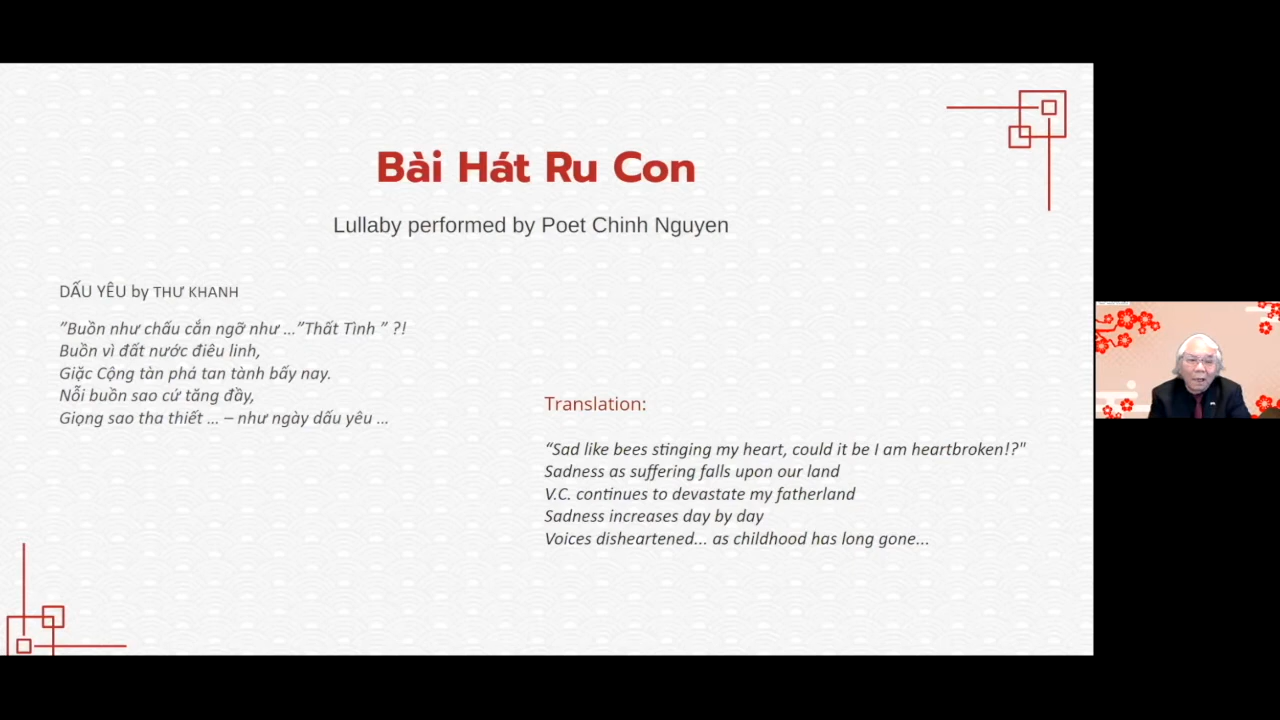 Bài Hát Ru Con
Lullaby performed by Poet Chinh Nguyen
DẤU YÊU by THƯ KHANH
”Buồn như chấu cắn ngỡ như ...”Thất Tình ” ?!
Buồn vì đất nước điêu linh,
Giặc Cộng tàn phá tan tành bấy nay.
Nỗi buồn sao cứ tăng đầy,
Giọng sao tha thiết ... – như ngày dấu yêu ...
Translation:
“Sad like bees stinging my heart, could it be I am heartbroken!?"
Sadness as suffering falls upon our land
V.C. continues to devastate my fatherland
Sadness increases day by day
Voices disheartened... as childhood has long gone...